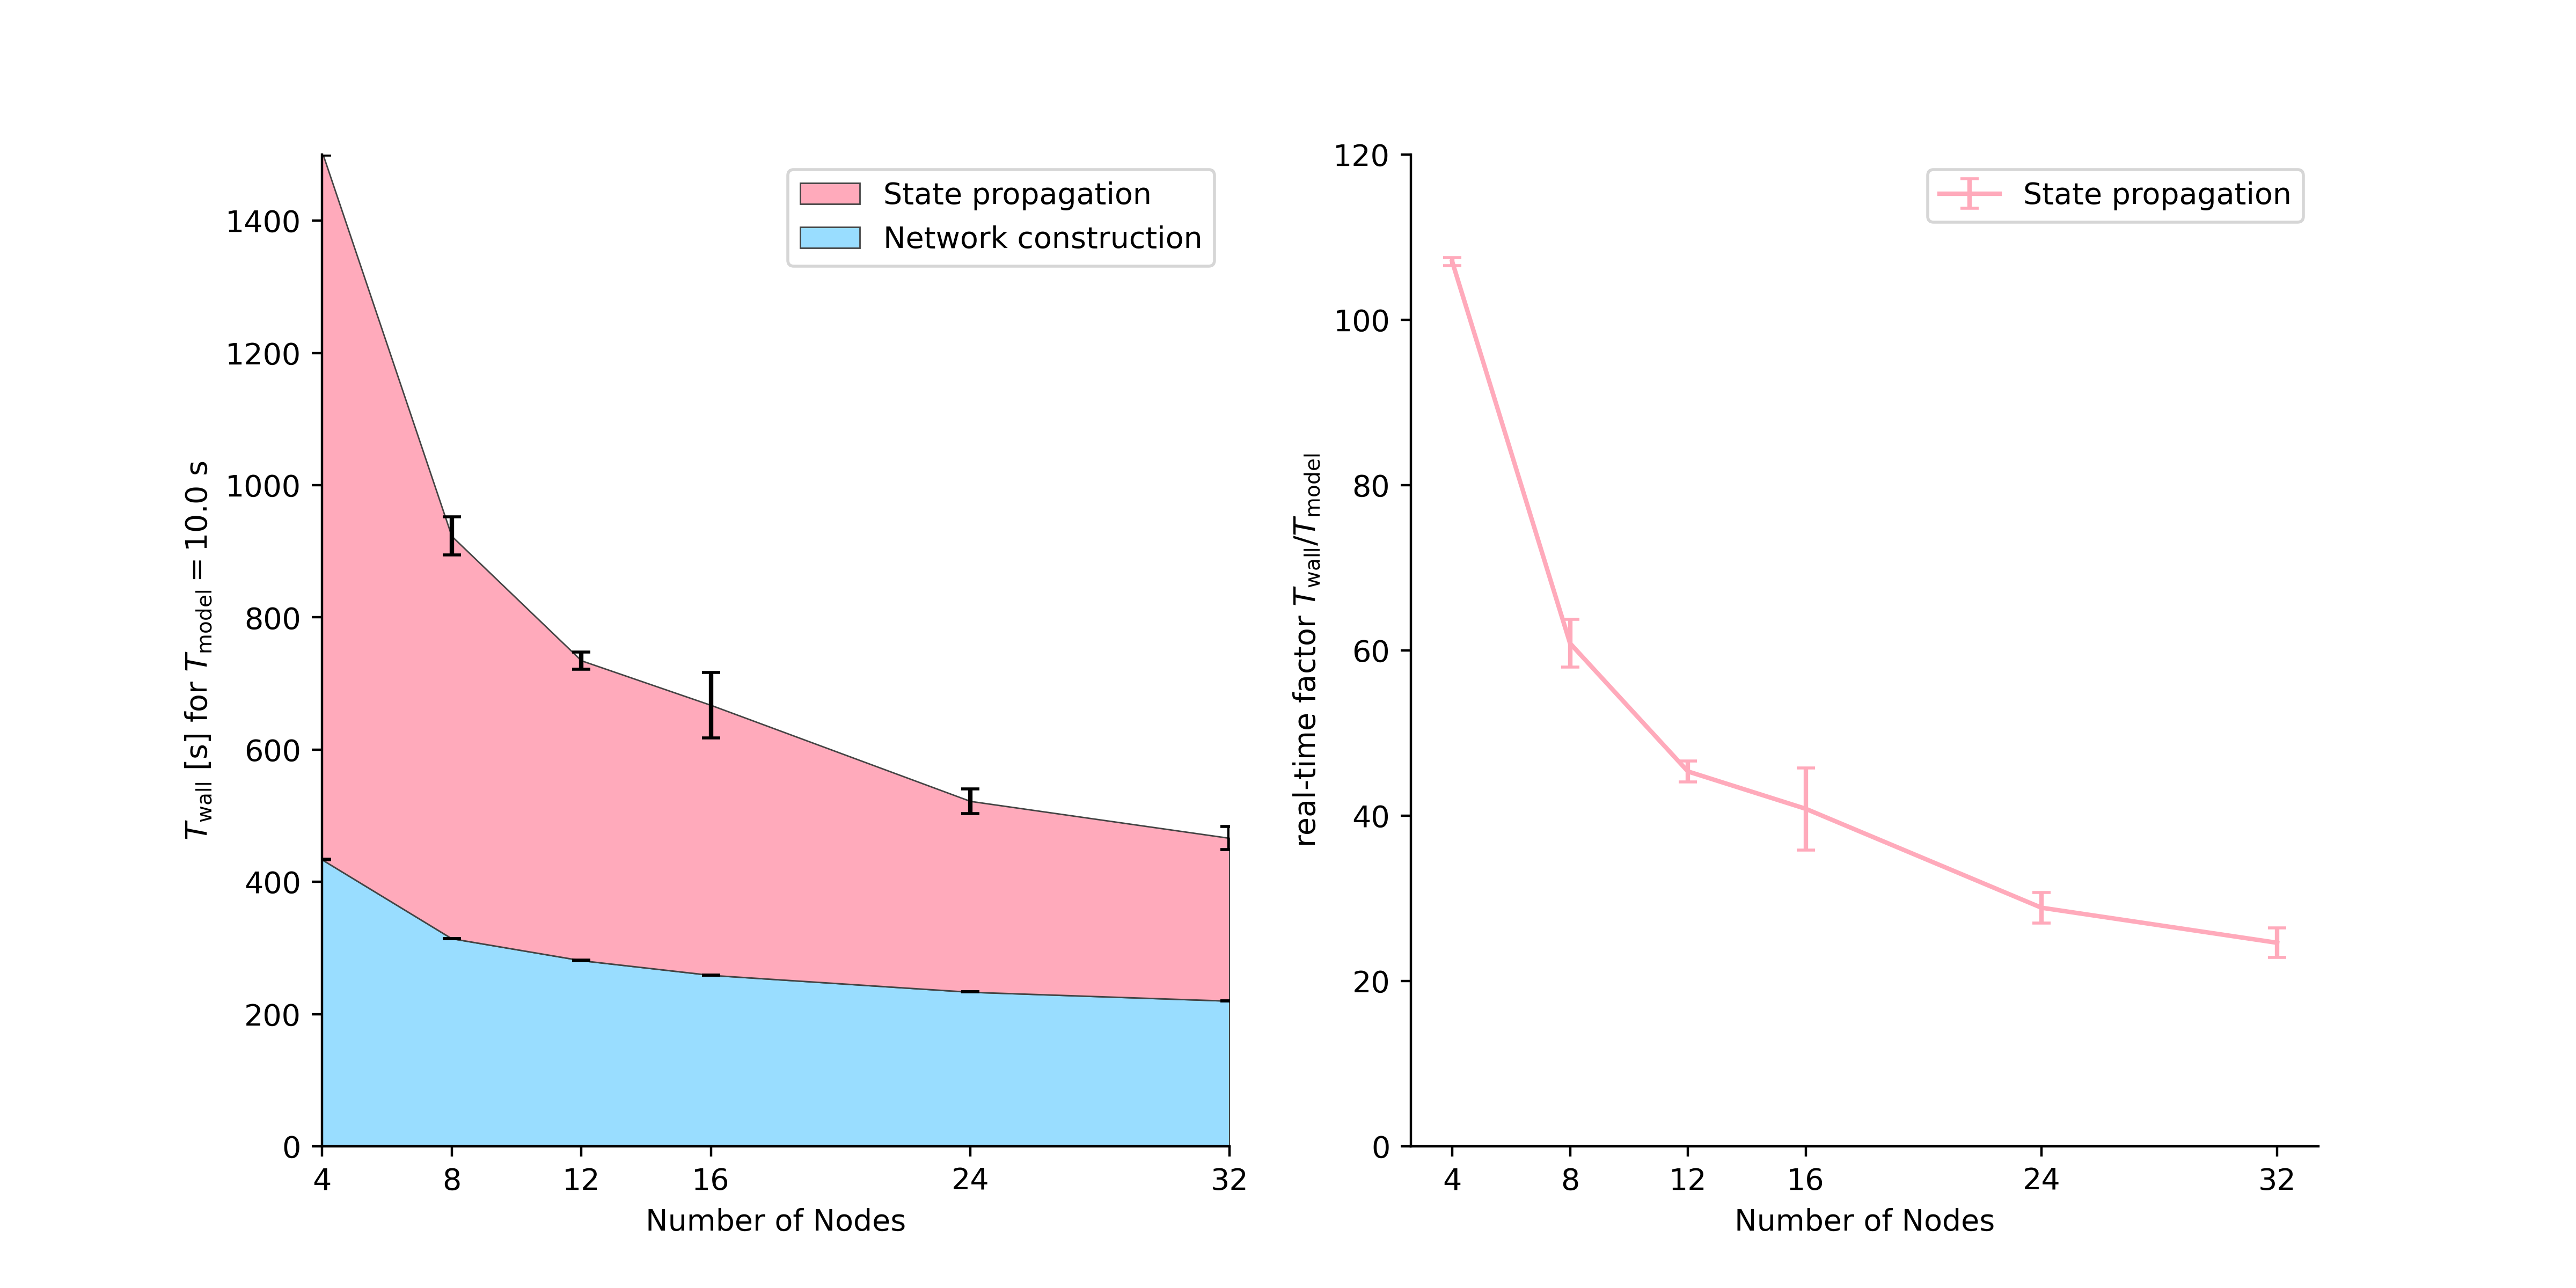 State propagation
Network construction
1400
1200
1000
800
600
400
200
0
4 8 12 16 24 32
Number of Nodes
T_wall [s] for T_model = 10.0 s
State propagation
120
100
80
60
40
20
0
4 8 12 16 24 32
Number of Nodes
real-time factor T_wall/T_model